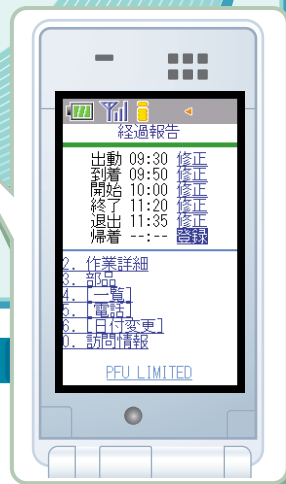 経過報告
出動 09:30 修正
到着 09:50 修正
開始 10:00 修正
終了 11:20 修正
退出 11:35 修正
帰着 --:-- 登録
2. 作業詳細
3. 部品
4. [一覧]
5. [電話]
6. [日付変更]
0. 訪問情報
PFU LIMITED